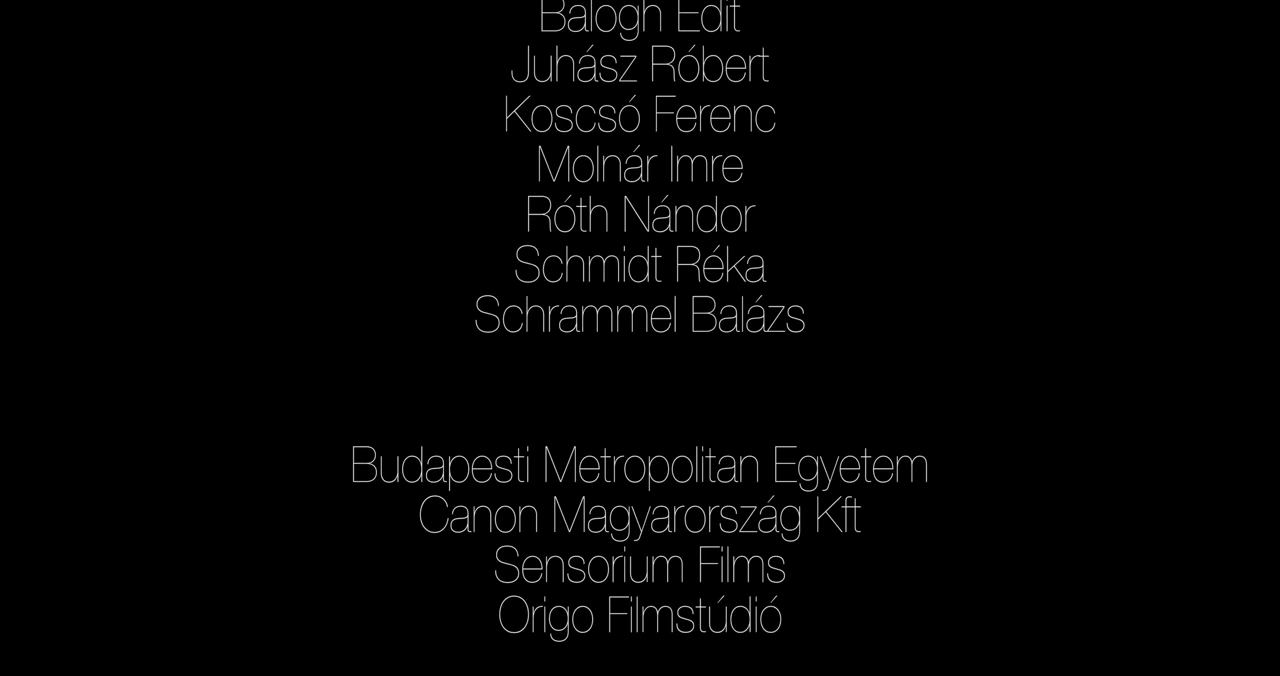 Balogh Edit
Juhász Róbert
Koscsó Ferenc
Molnár Imre
Róth Nándor
Schmidt Réka
Schrammel Balázs
Budapesti Metropolitan Egyetem
Canon Magyarország Kft
Sensorium Films
Origo Filmstúdió